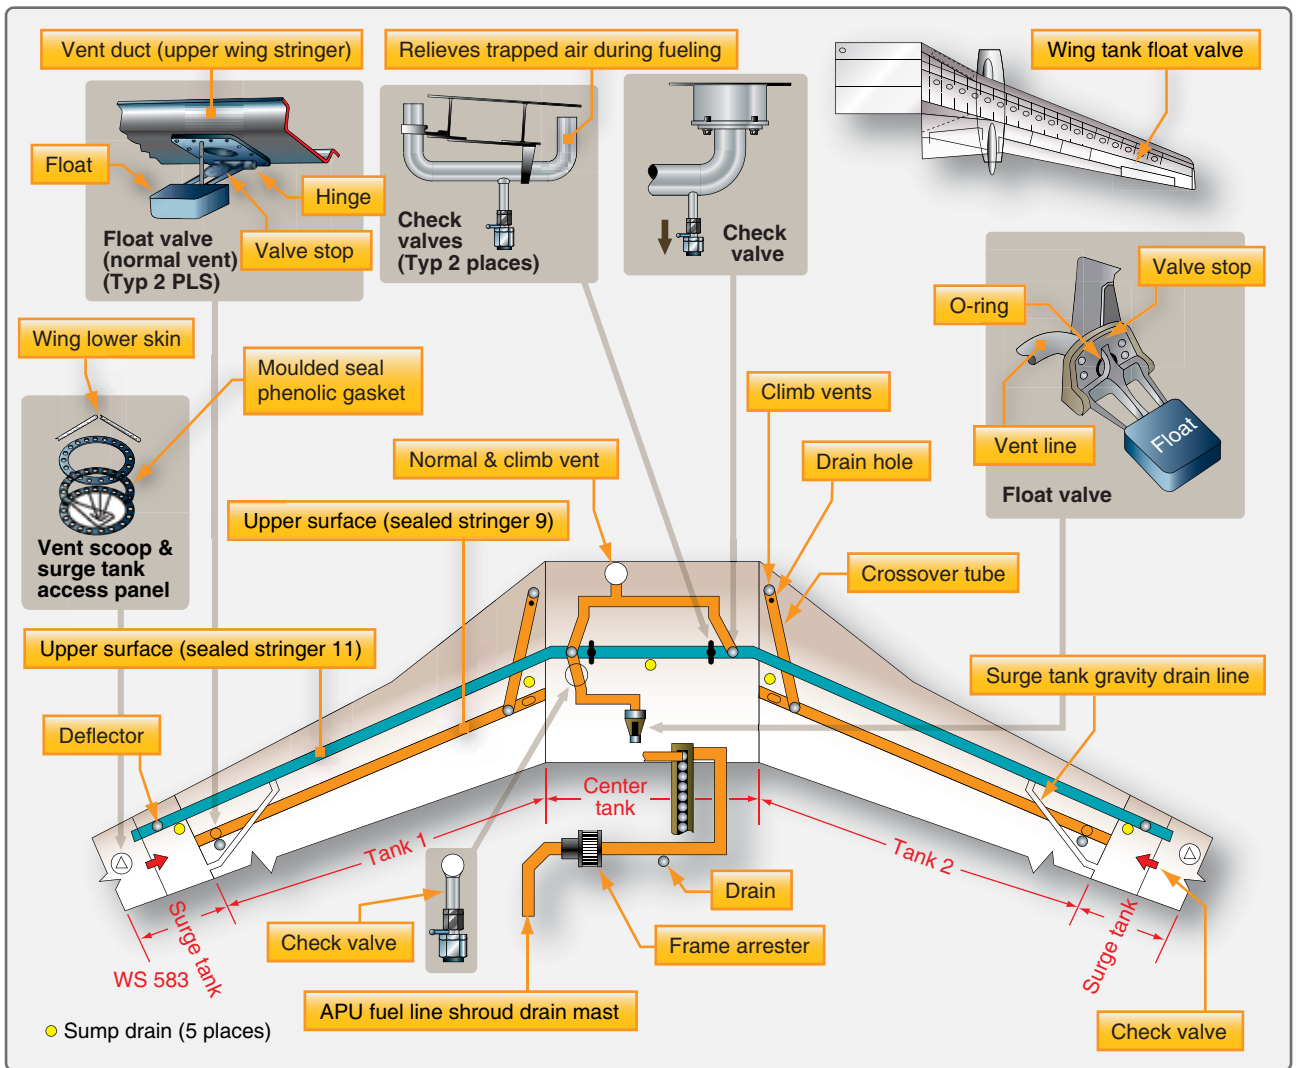 Vent duct (upper wing stringer)
Relieves trapped air during fueling
Wing tank float valve
Float
Hinge
Valve stop
Float valve
(normal vent)
(Typ 2 PLS)
Check
valves
(Typ 2 places)
Check
valve
Valve stop
O-ring
Vent line
Float
Float valve
Wing lower skin
Moulded seal
phenolic gasket
Vent scoop &
surge tank
access panel
Climb vents
Normal & climb vent
Drain hole
Upper surface (sealed stringer 9)
Crossover tube
Upper surface (sealed stringer 11)
Surge tank gravity drain line
Deflector
Center
tank
Tank 1
Tank 2
Surge tank
WS 583
Surge tank
Check valve
Drain
Frame arrester
APU fuel line shroud drain mast
Check valve
Sump drain (5 places)